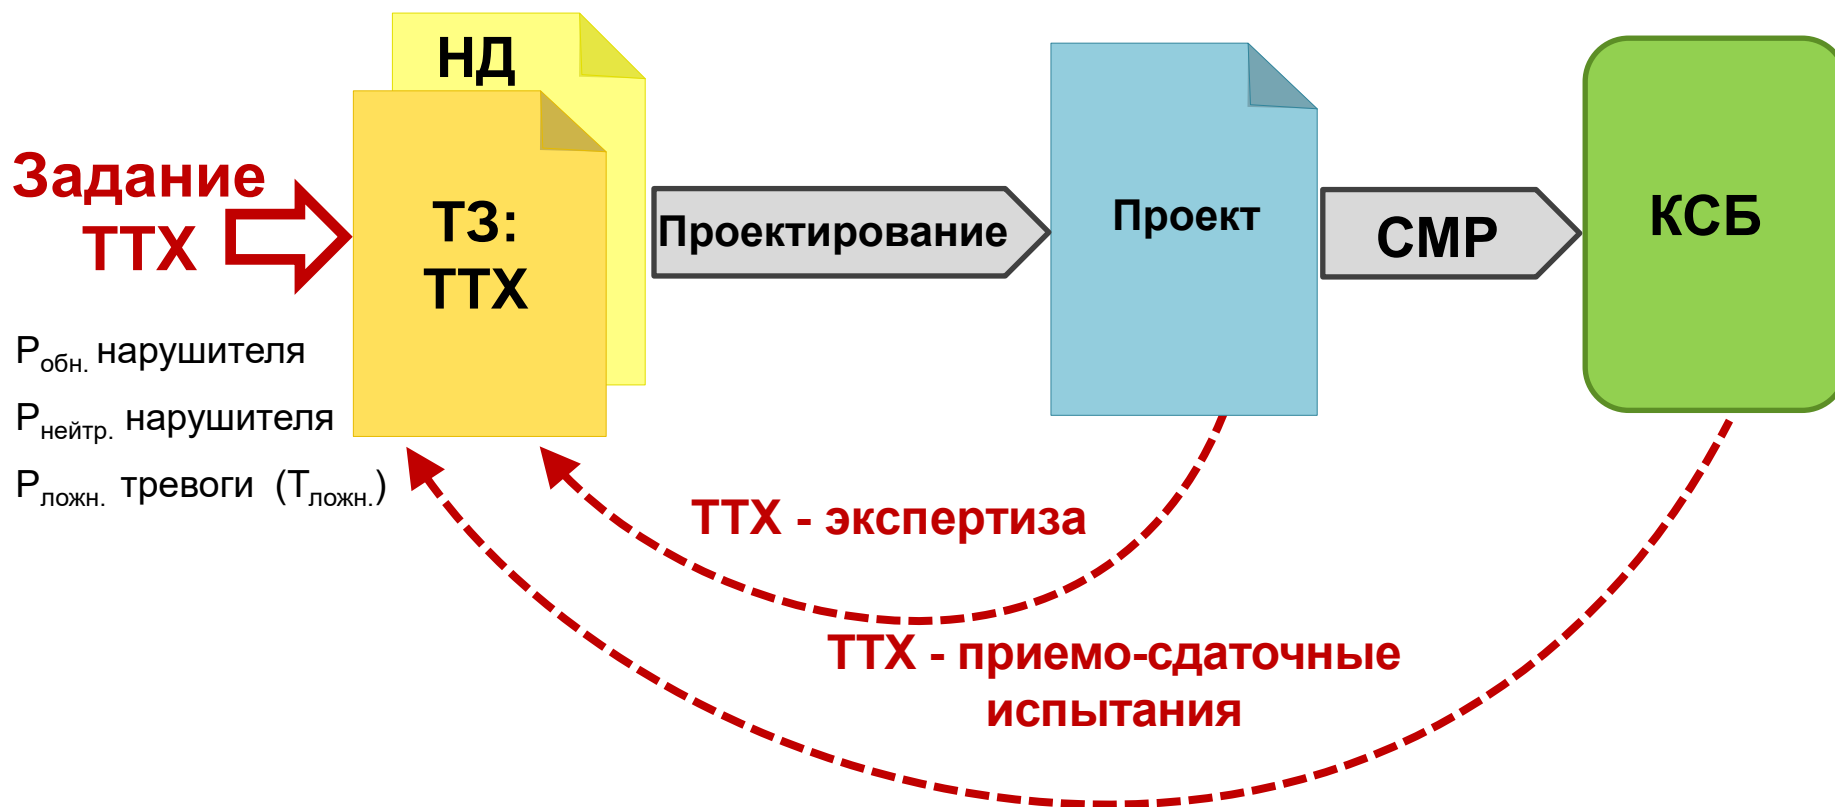 НД
Задание
ТТХ
ТЗ:
ТТХ
Проектирование
Проект
СМР
КСБ
Pобн. нарушителя
Pнейтр. нарушителя
Pложн. тревоги (Tложн.)
ТТХ - экспертиза
ТТХ - приемо-сдаточные
испытания